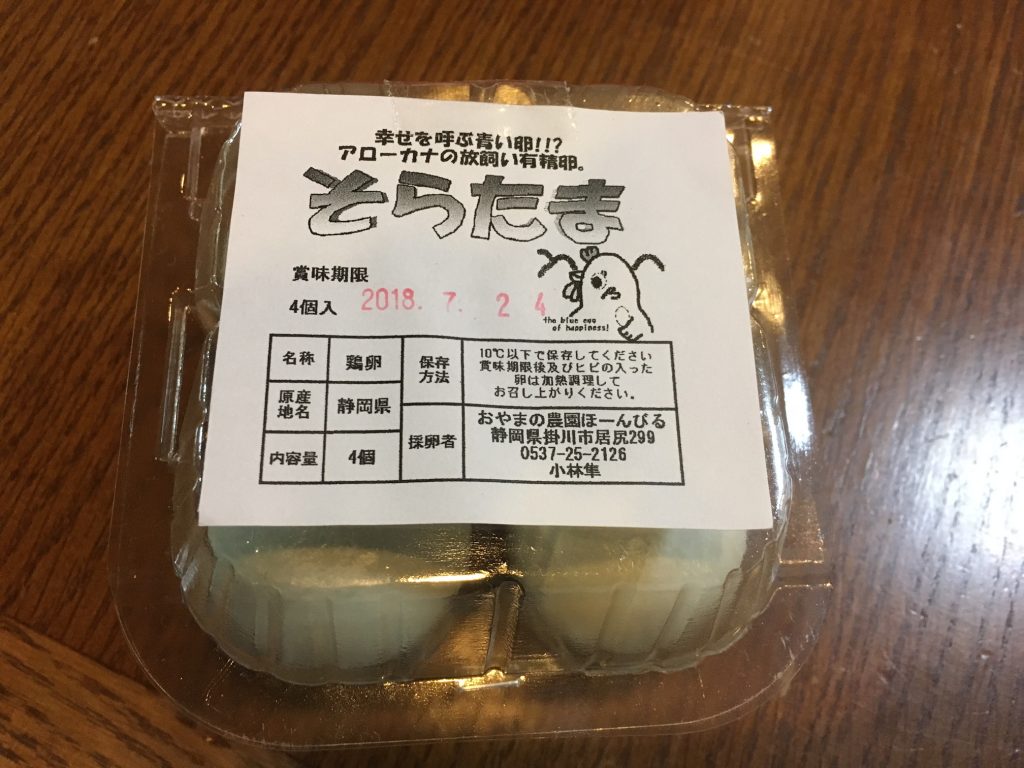 幸せを呼ぶ青い卵!!?
アローカナの放飼い有精卵。
そらたま
賞味期限
4個入 2018. 7. 24
the blue egg
of happiness!
名称 鶏卵
原産地名 静岡県
内容量 4個
保存方法
10℃以下で保存してください
賞味期限後及びヒビの入った
卵は加熱調理して
お召し上がりください。
採卵者
おやまの農園ほーんびる
静岡県掛川市居尻299
0537-25-2126
小林隼